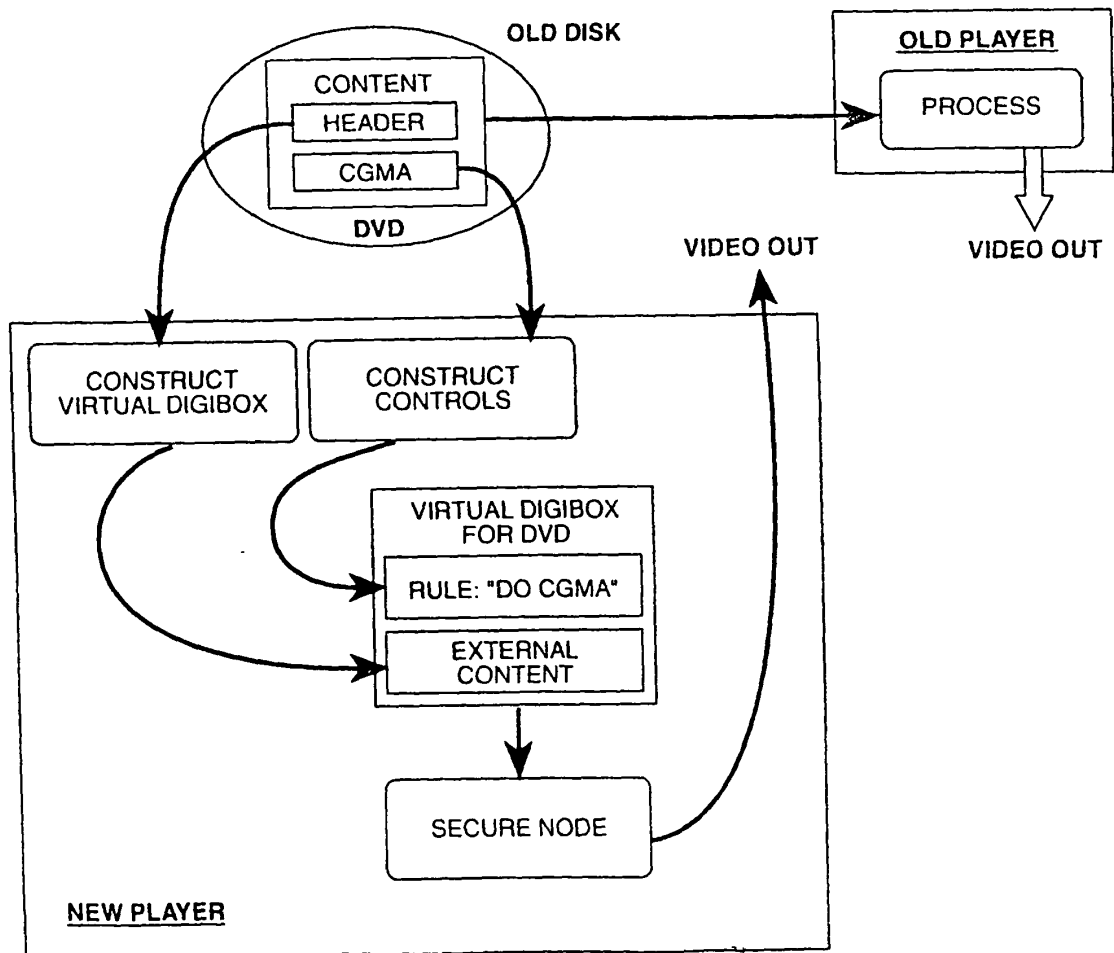 OLD DISK
CONTENT
HEADER
CGMA
DVD
OLD PLAYER
PROCESS
VIDEO OUT
VIDEO OUT
CONSTRUCT
VIRTUAL DIGIBOX
CONSTRUCT
CONTROLS
VIRTUAL DIGIBOX
FOR DVD
RULE: "DO CGMA"
EXTERNAL
CONTENT
SECURE NODE
NEW PLAYER